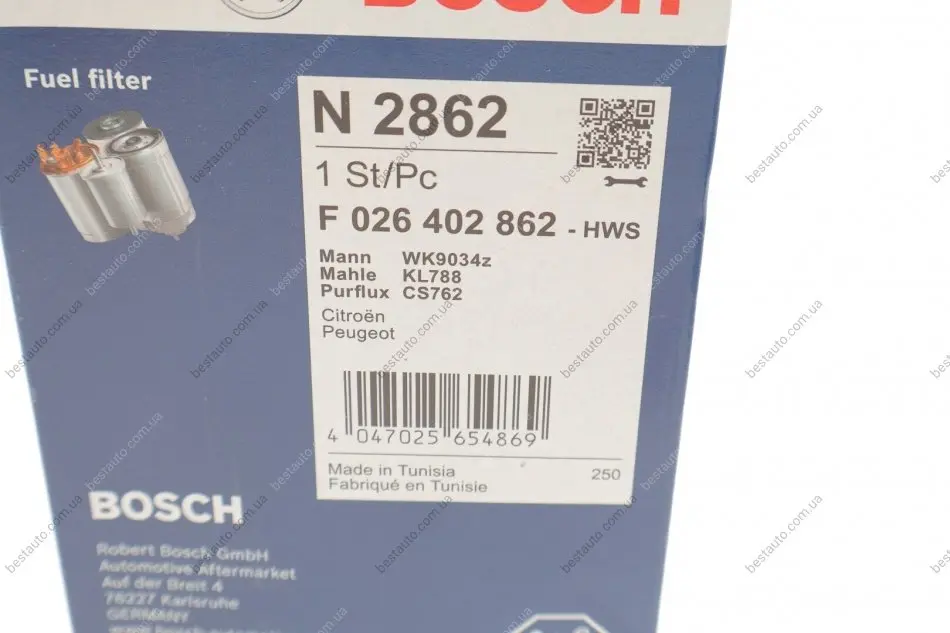 BOSCH
Fuel filter
N 2862
1 St/Pc
F 026 402 862 - HWS
Mann WK9034z
Mahle KL788
Purflux CS762
Citroën
Peugeot
4 047025 654869
Made in Tunisia
Fabriqué en Tunisie
250
BOSCH
Robert Bosch GmbH
Automotive Aftermarket
Auf der Breit 4
76227 Karlsruhe
GERMANY
bestauto.com.ua